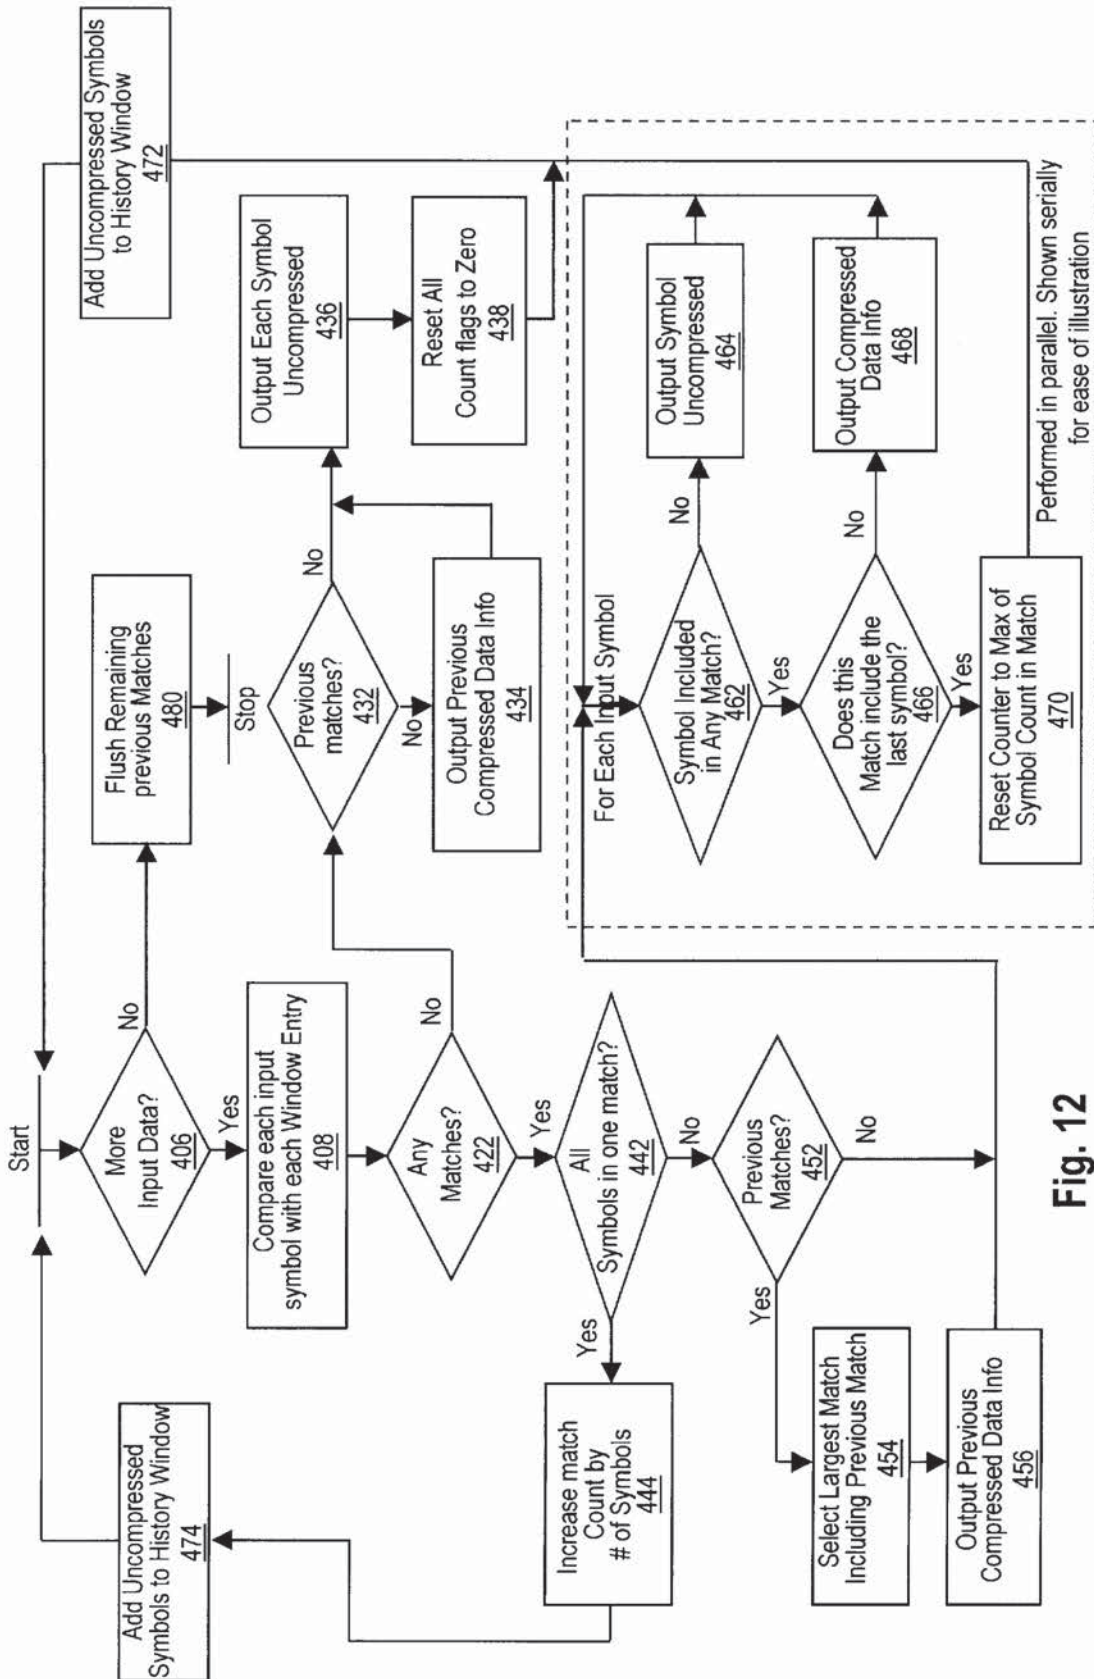 Start
More
Input Data?
406
No
Yes
Flush Remaining
previous Matches
480
Stop
Add Uncompressed
Symbols to History Window
474
Add Uncompressed Symbols
to History Window
472
Compare each input
symbol with each Window Entry
408
Any
Matches?
422
No
Yes
Previous
matches?
432
No
No
Output Previous
Compressed Data Info
434
Output Each Symbol
Uncompressed
436
Reset All
Count flags to Zero
438
All
Symbols in one match?
442
Yes
No
Increase match
Count by
# of Symbols
444
Previous
Matches?
452
Yes
No
Select Largest Match
Including Previous Match
454
Output Previous
Compressed Data Info
456
For Each Input Symbol
Symbol Included
in Any Match?
462
No
Yes
Output Symbol
Uncompressed
464
Does this
Match include the
last symbol?
466
No
Yes
Output Compressed
Data Info
468
Reset Counter to Max of
Symbol Count in Match
470
Performed in parallel. Shown serially
for ease of illustration
Fig. 12